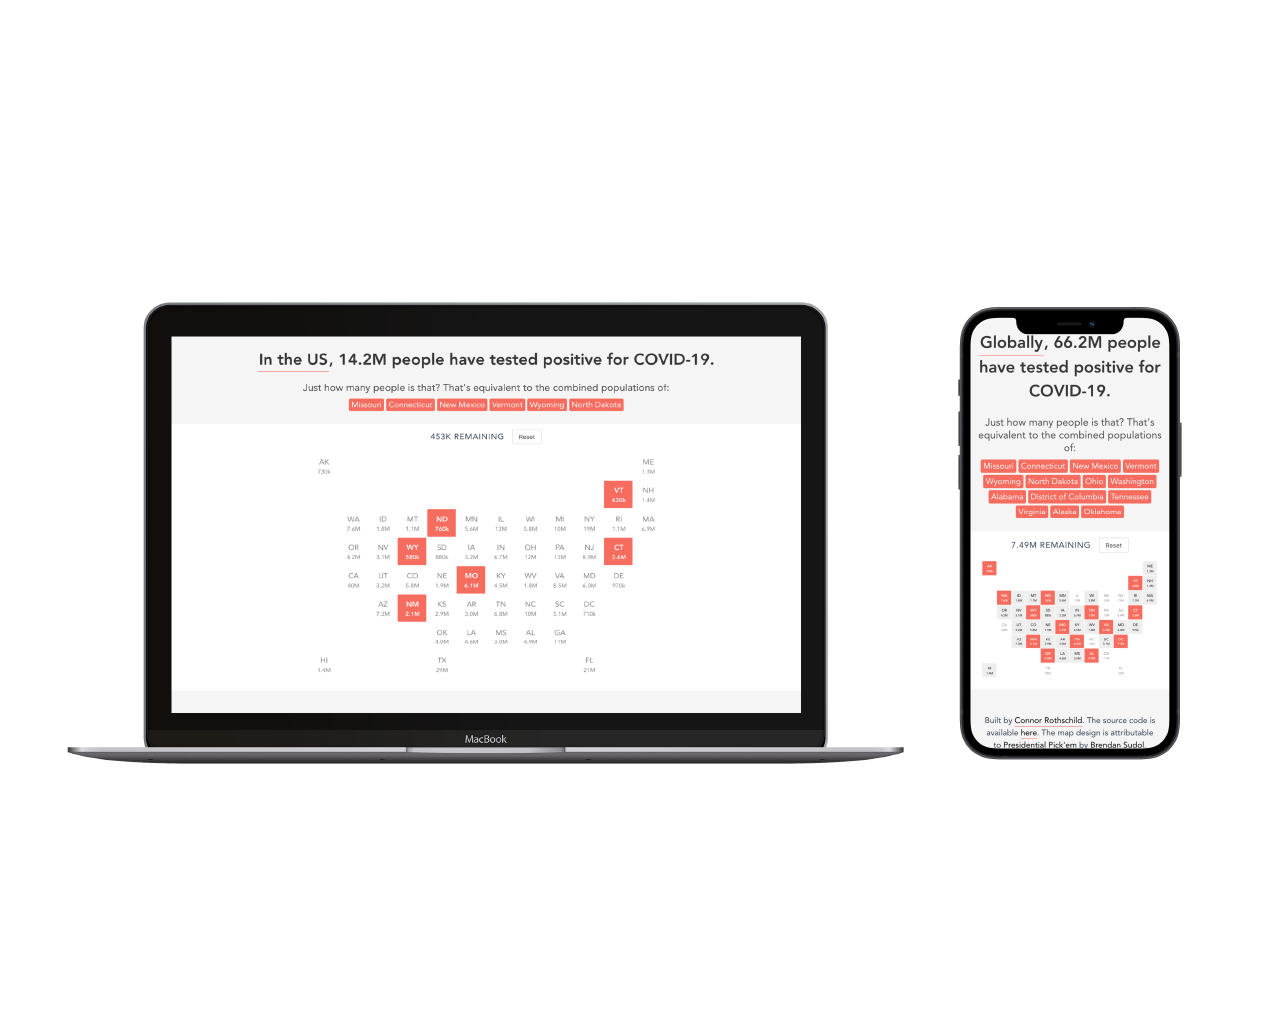 In the US, 14.2M people have tested positive for COVID-19.
Just how many people is that? That's equivalent to the combined populations of:
Missouri Connecticut New Mexico Vermont Wyoming North Dakota
453K REMAINING Reset
AK ME
730k 1.3M
VT NH
620k 1.4M
WA ID MT ND MN IL WI MI NY RI MA
7.6M 1.8M 1.1M 760k 5.6M 13M 5.8M 10M 19M 1.1M 6.9M
OR NV WY SD IA IN OH PA NJ CT
4.2M 3.1M 580k 880k 3.2M 6.7M 12M 13M 8.9M 3.6M
CA UT CO NE MO KY WV VA MD DE
40M 3.2M 5.8M 1.9M 6.1M 4.5M 1.8M 8.5M 6.0M 970k
AZ NM KS AR TN NC SC DC
7.3M 2.1M 2.9M 3.0M 6.8M 10M 5.1M 710k
OK LA MS AL GA
4.0M 4.6M 3.0M 4.9M 11M
HI TX FL
1.4M 29M 21M
MacBook
Globally, 66.2M people
have tested positive for
COVID-19.
Just how many people is that? That's
equivalent to the combined populations
of:
Missouri Connecticut New Mexico Vermont
Wyoming North Dakota Ohio Washington
Alabama District of Columbia Tennessee
Virginia Alaska Oklahoma
7.49M REMAINING Reset
Built by Connor Rothschild. The source code is
available here. The map design is attributable
to Presidential Pick'em by Brendan Sudol.